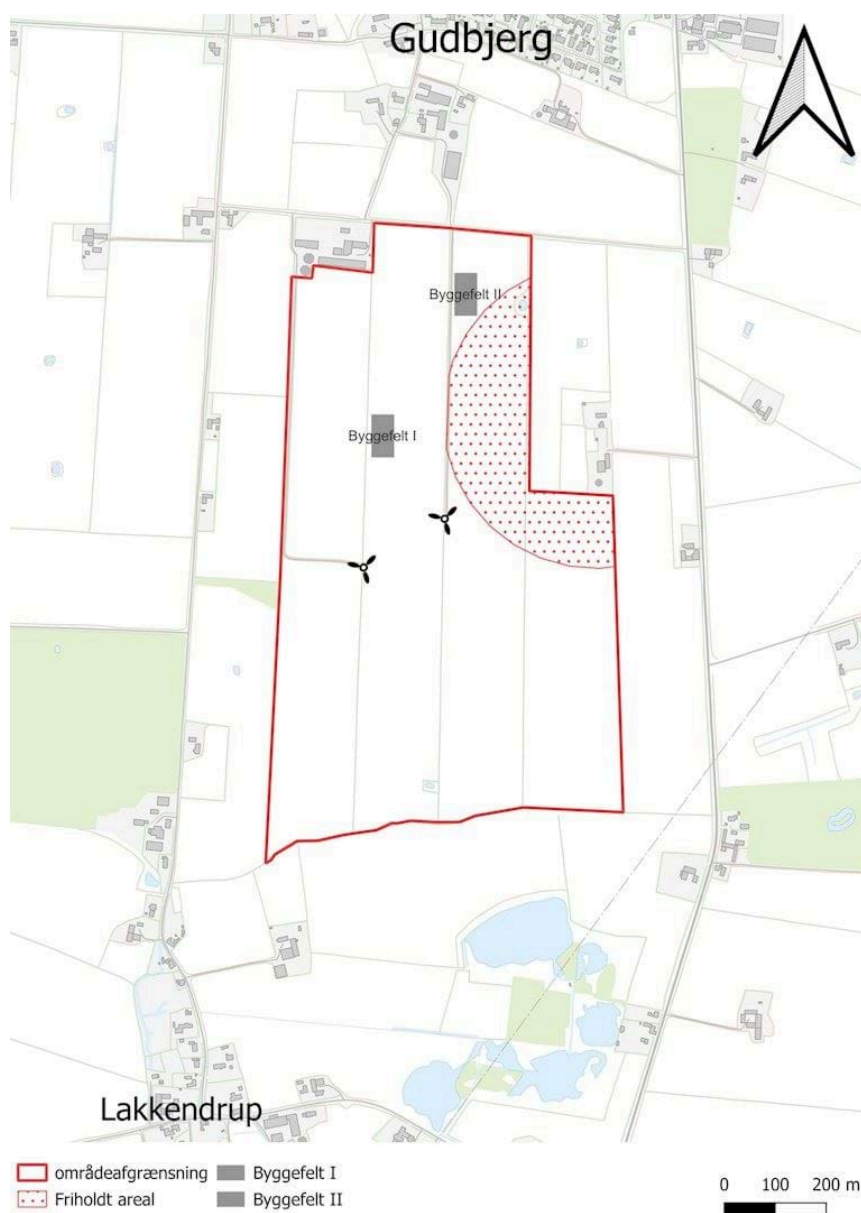 Gudbjerg
Byggefelt II
Byggefelt I
Lakkendrup
områdeafgrænsning
Byggefelt I
Friholdt areal
Byggefelt II
0 100 200 m